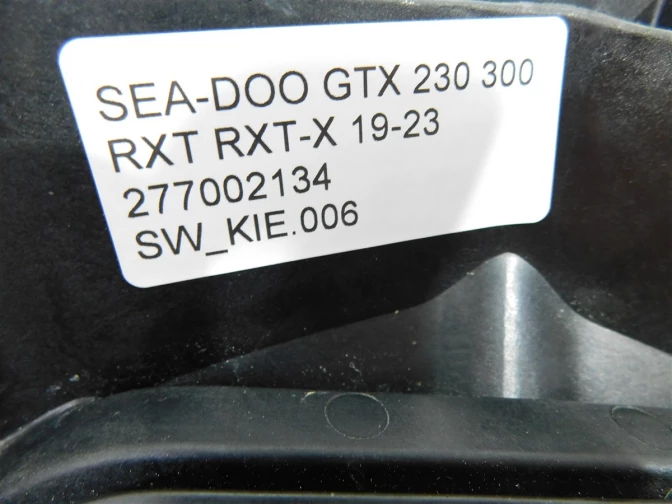 SEA-DOO GTX 230 300
RXT RXT-X 19-23
277002134
SW_KIE.006